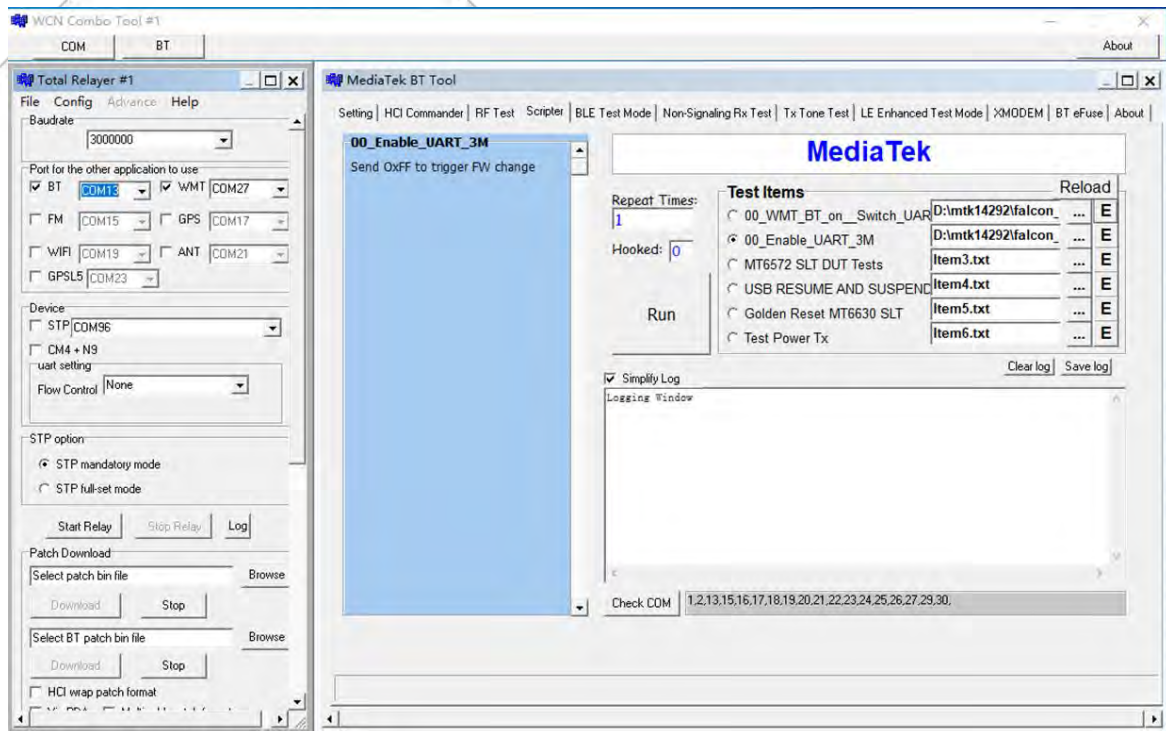 WCN Combo Tool #1
COM BT About
Total Relayer #1
File Config Advance Help
Baudrate
3000000
Port for the other application to use
BT COM13 WMT COM27
FM COM15 GPS COM17
WIFI COM19 ANT COM21
GPSL5 COM23
Device
STP COM96
CM4 + N9
uart setting
Flow Control None
STP option
STP mandatory mode
STP full-set mode
Start Relay Stop Relay Log
Patch Download
Select patch bin file Browse
Download Stop
Select BT patch bin file Browse
Download Stop
HCI wrap patch format
MediaTek BT Tool
Setting HCI Commander RF Test Scripter BLE Test Mode Non-Signaling Rx Test Tx Tone Test LE Enhanced Test Mode XMODEM BT eFuse About
00_Enable_UART_3M
Send 0xFF to trigger FW change
MediaTek
Repeat Times:
1
Hooked: 0
Run
Test Items Reload
00_WMT_BT_on__Switch_UAR D:\mtk14292\falcon_ ... E
00_Enable_UART_3M D:\mtk14292\falcon_ ... E
MT6572 SLT DUT Tests Item3.txt ... E
USB RESUME AND SUSPEND Item4.txt ... E
Golden Reset MT6630 SLT Item5.txt ... E
Test Power Tx Item6.txt ... E
Clear log Save log
Simplify Log
Logging Window
Check COM 1,2,13,15,16,17,18,19,20,21,22,23,24,25,26,27,29,30,